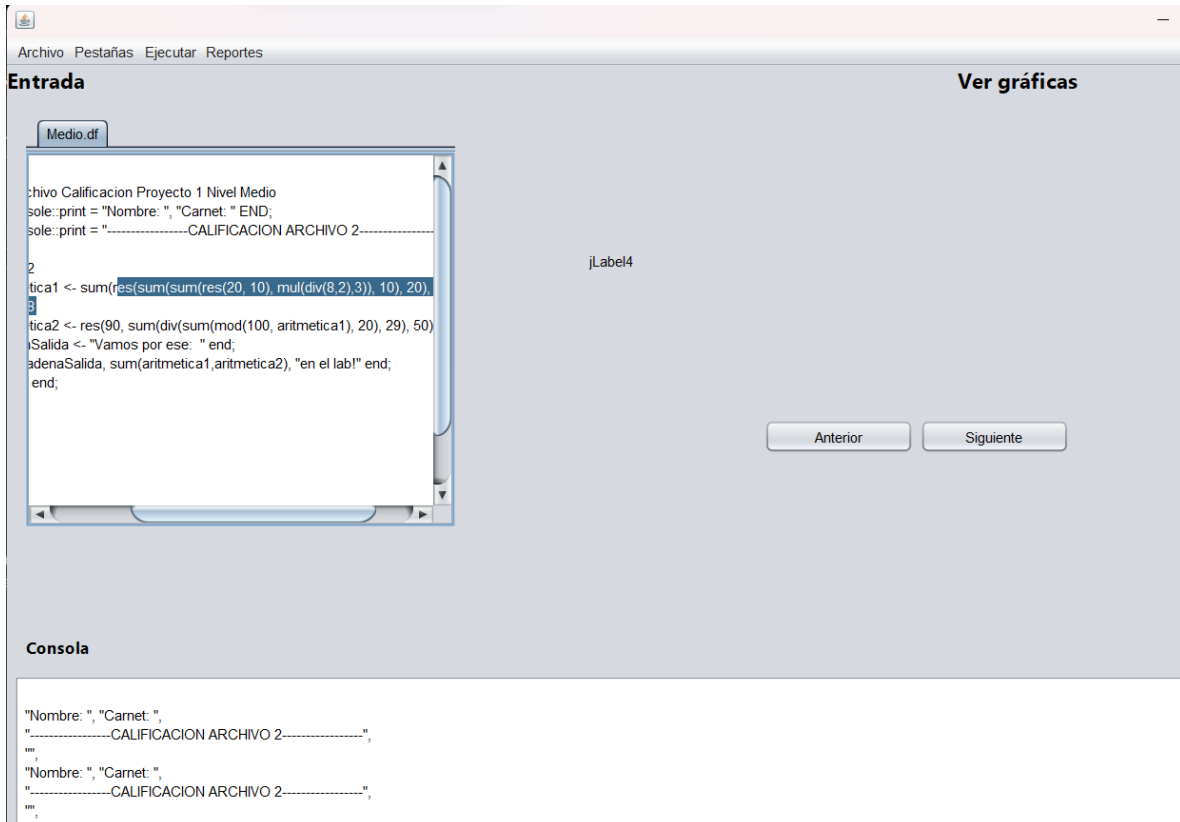 Archivo Pestañas Ejecutar Reportes
Entrada
Ver gráficas
Medio.df
chivo Calificacion Proyecto 1 Nivel Medio
sole::print = "Nombre: ", "Carnet: " END;
sole::print = "-----------------CALIFICACION ARCHIVO 2----------------
2
tica1 <- sum(res(sum(sum(res(20, 10), mul(div(8,2),3)), 10), 20),
8
tica2 <- res(90, sum(div(sum(mod(100, aritmetica1), 20), 29), 50)
Salida <- "Vamos por ese:  " end;
adenaSalida, sum(aritmetica1,aritmetica2), "en el lab!" end;
end;
jLabel4
Anterior
Siguiente
Consola
"Nombre: ", "Carnet: ",
"-----------------CALIFICACION ARCHIVO 2-----------------",
"",
"Nombre: ", "Carnet: ",
"-----------------CALIFICACION ARCHIVO 2-----------------",
"",